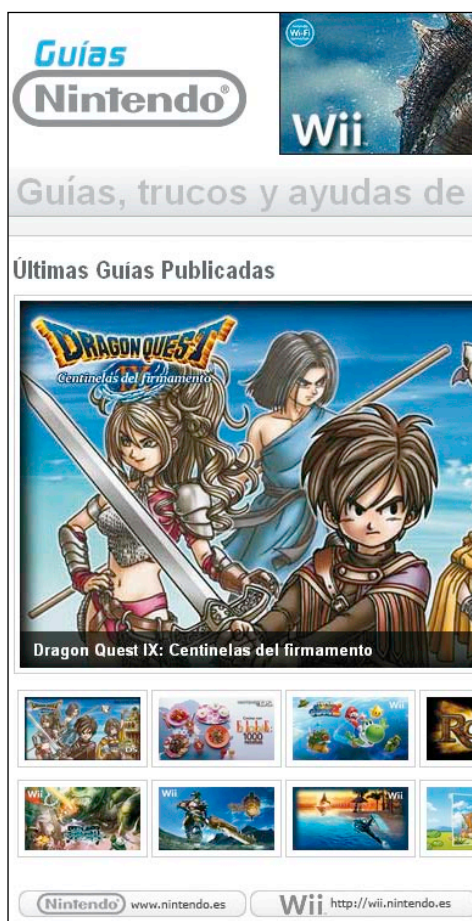 Guías
Nintendo®
Wi-Fi
Wii
Guías, trucos y ayudas de
Últimas Guías Publicadas
DRAGON QUEST
IX
Centinelas del firmamento
Dragon Quest IX: Centinelas del firmamento
Wii
1000
Wii
Wii
Wii
Nintendo® www.nintendo.es
Wii http://wii.nintendo.es